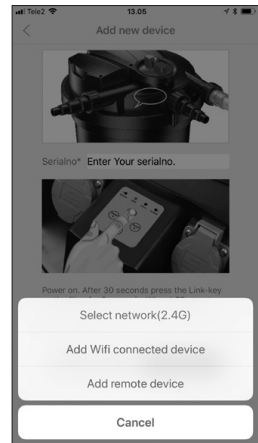 Tele2 13.05
Add new device
Serialno* Enter Your serialno.
Power on. After 30 seconds press the Link-key
Select network(2.4G)
Add Wifi connected device
Add remote device
Cancel